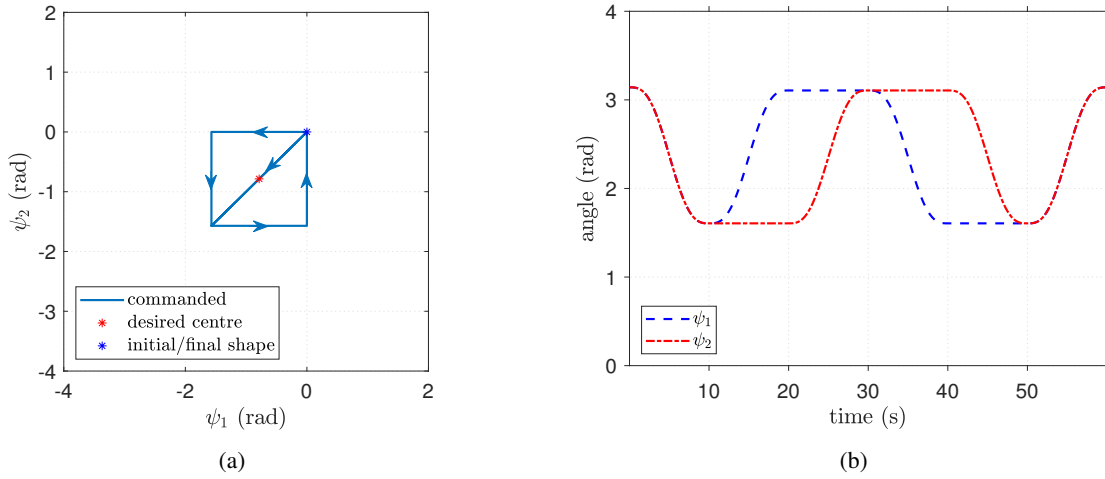 2
1
0
-1
-2
-3
-4
-4
-2
0
2
ψ₂ (rad)
ψ₁ (rad)
commanded
desired centre
initial/final shape
(a)
4
3
2
1
0
10
20
30
40
50
angle (rad)
time (s)
ψ₁
ψ₂
(b)